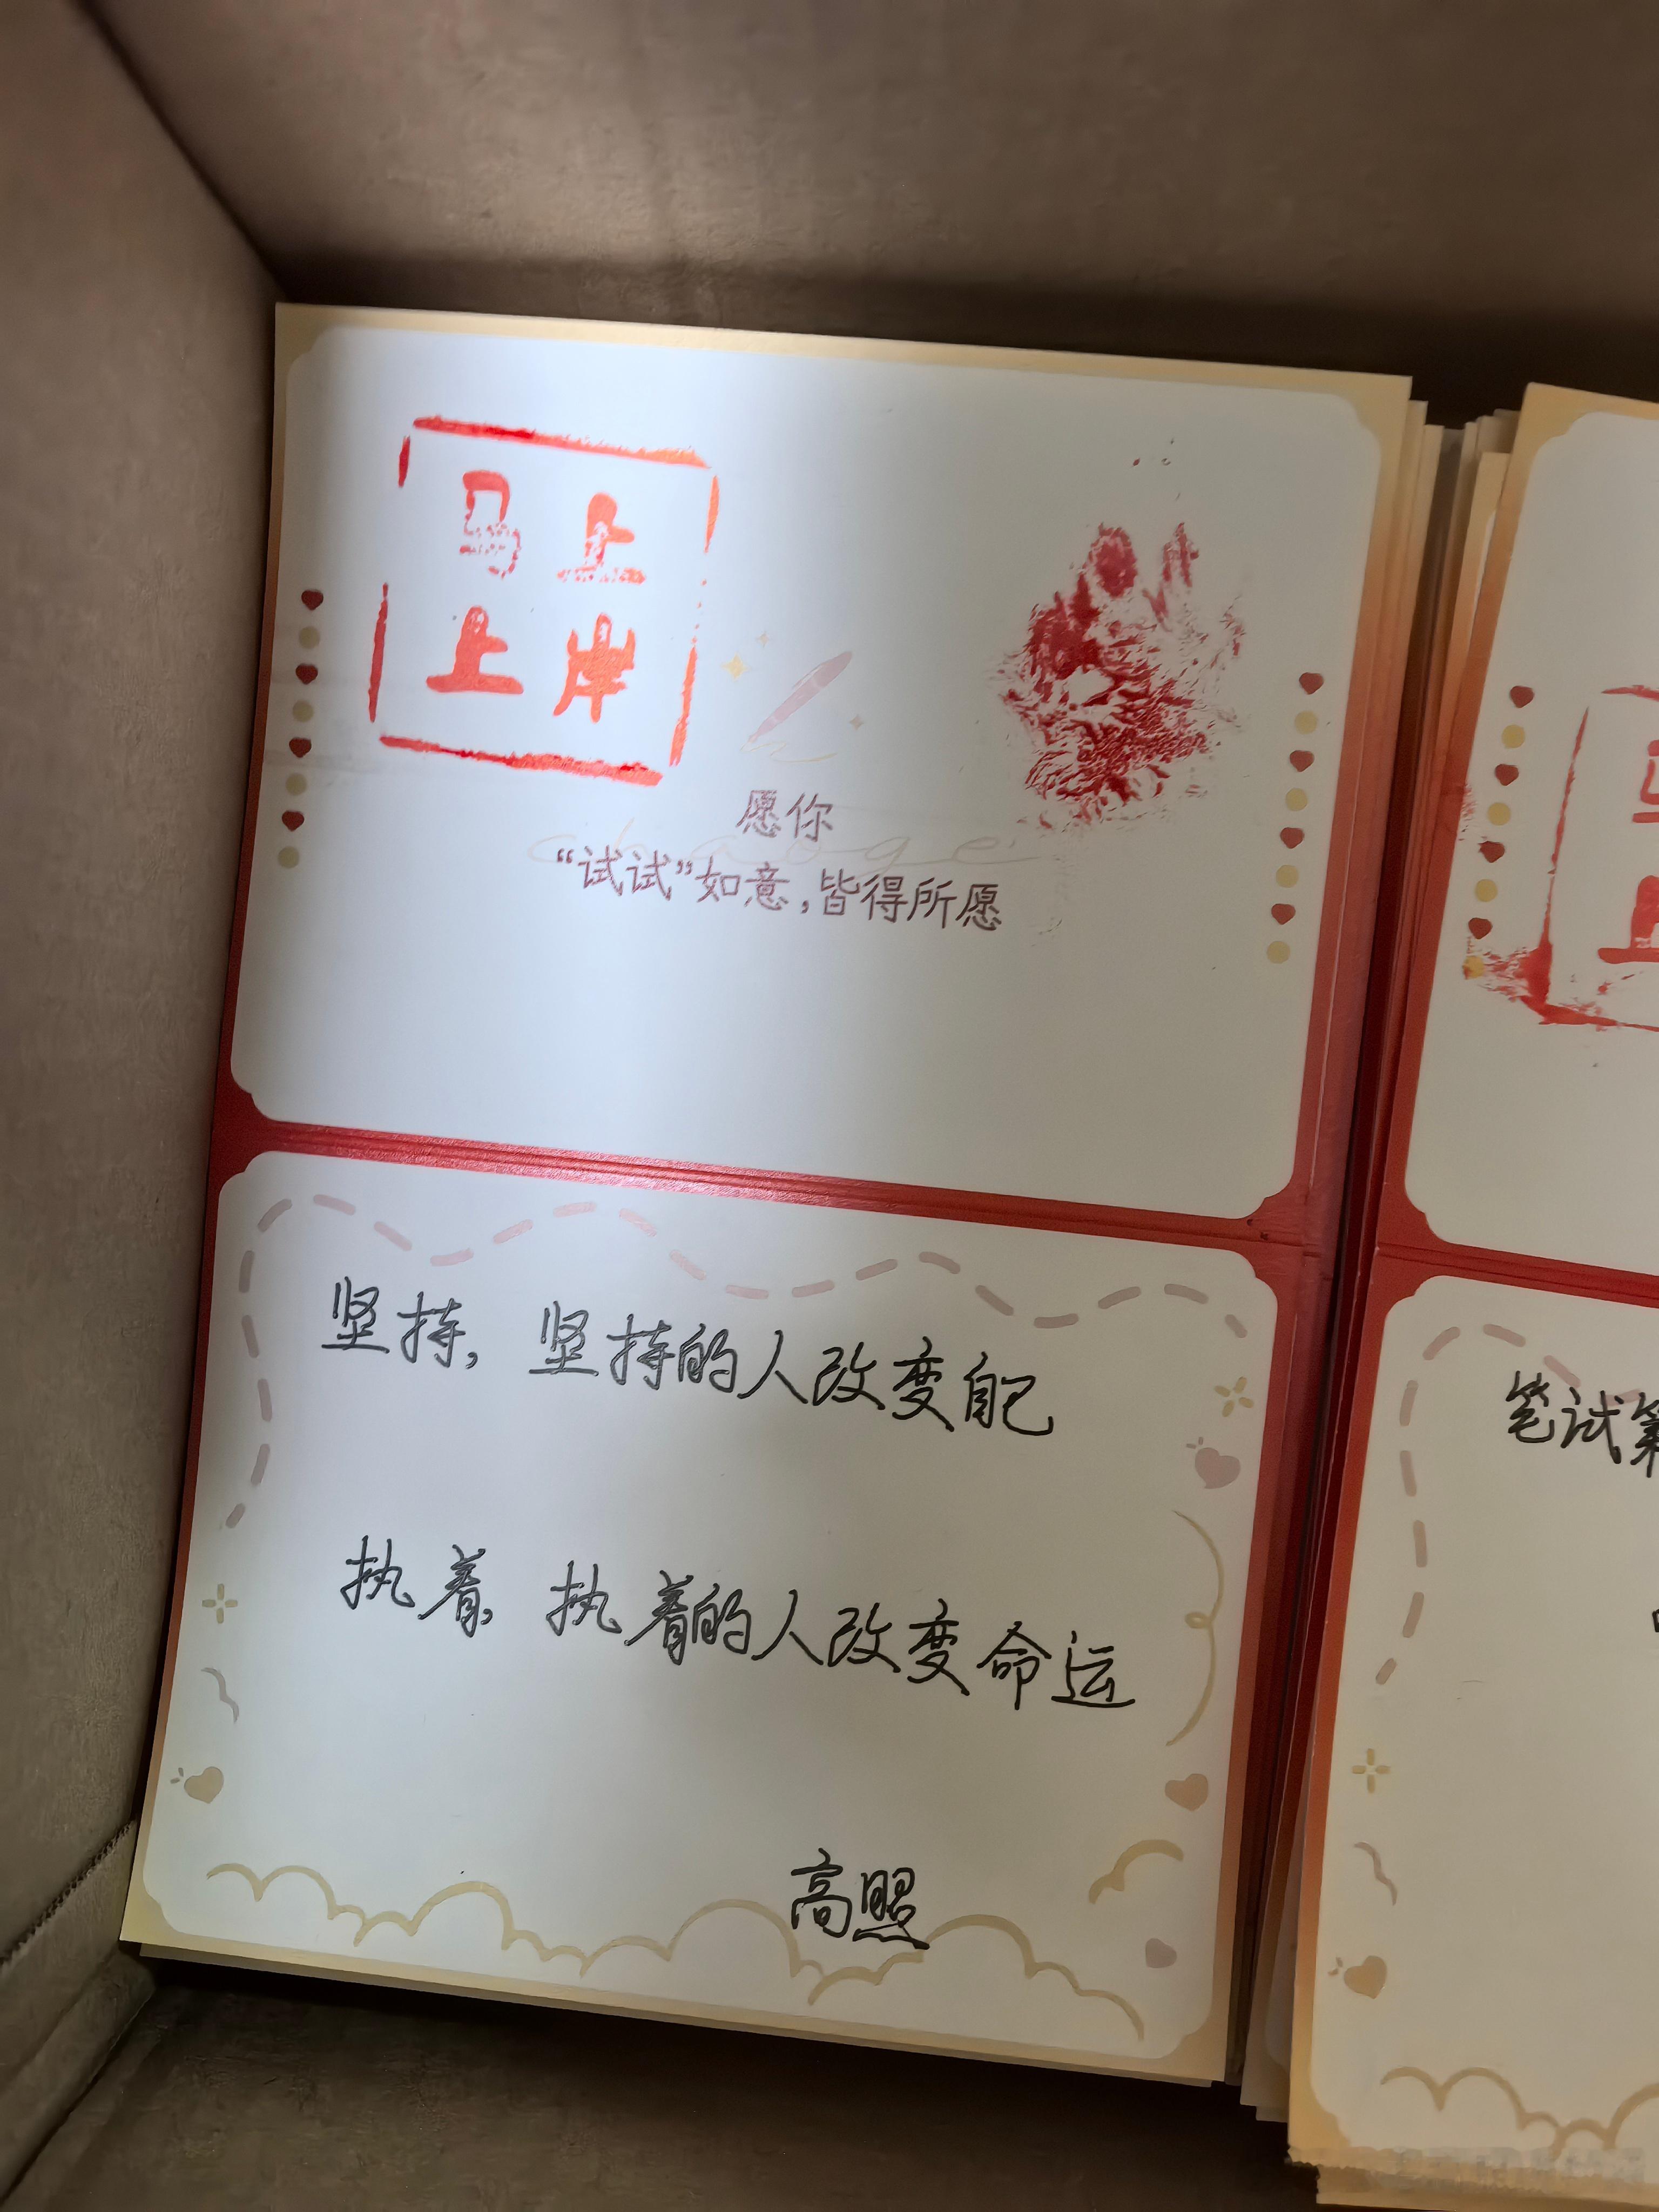 马上
上岸
愿你
chaoge
“试试”如意，皆得所愿
坚持，坚持的人改变自己
执着，执着的人改变命运
高照
笔试第